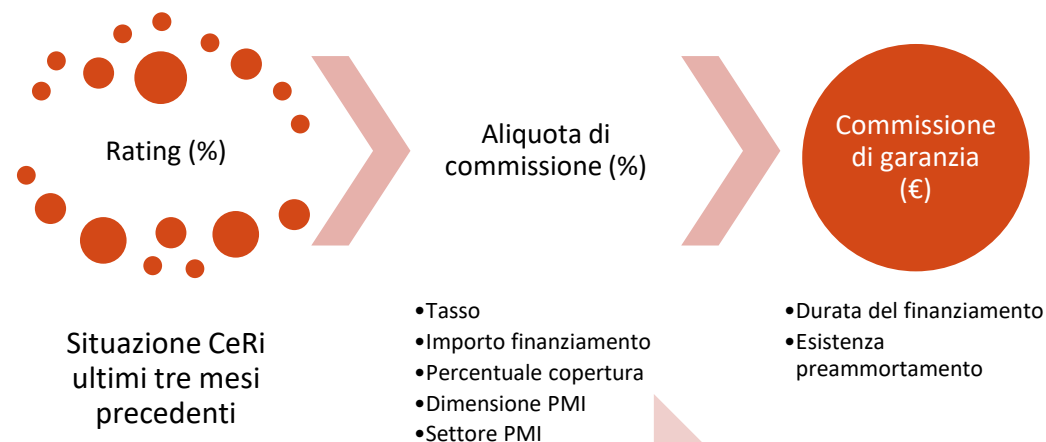 Rating (%)
Aliquota di
commissione (%)
Commissione
di garanzia
(€)
Situazione CeRi
ultimi tre mesi
precedenti
•Tasso
•Importo finanziamento
•Percentuale copertura
•Dimensione PMI
•Settore PMI
•Durata del finanziamento
•Esistenza
preammortamento